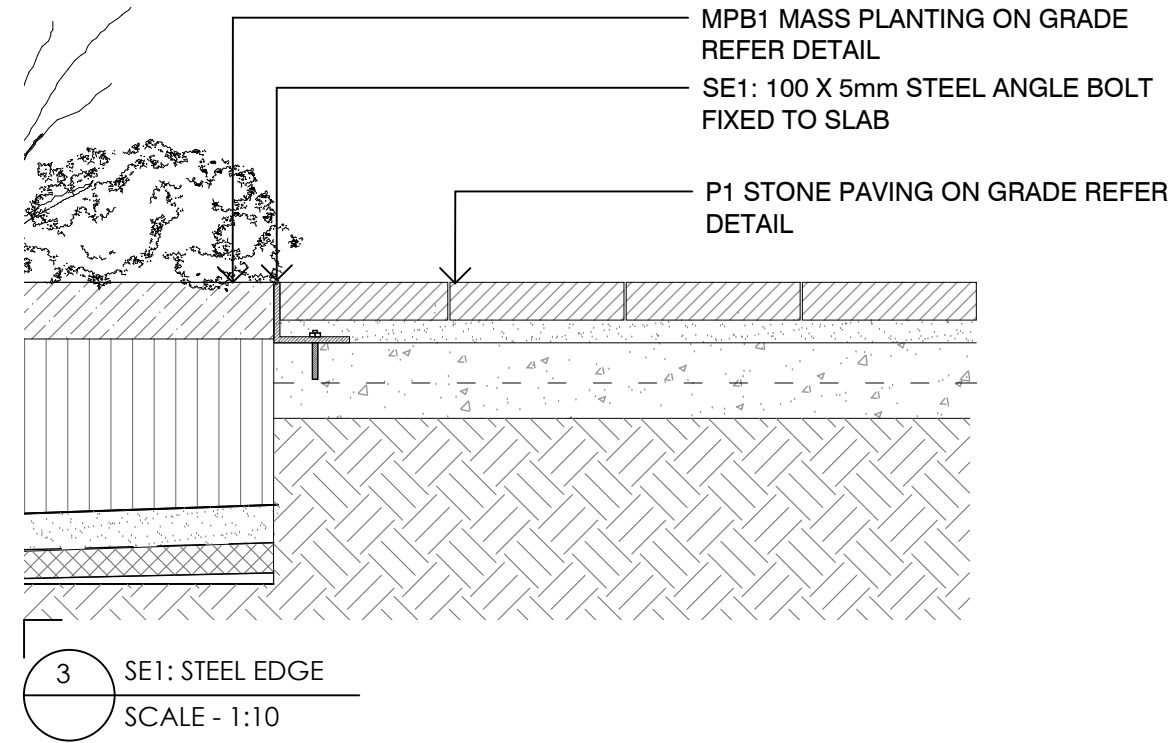 MPB1 MASS PLANTING ON GRADE
REFER DETAIL
SE1: 100 X 5mm STEEL ANGLE BOLT
FIXED TO SLAB
P1 STONE PAVING ON GRADE REFER
DETAIL
3
SE1: STEEL EDGE
SCALE - 1:10